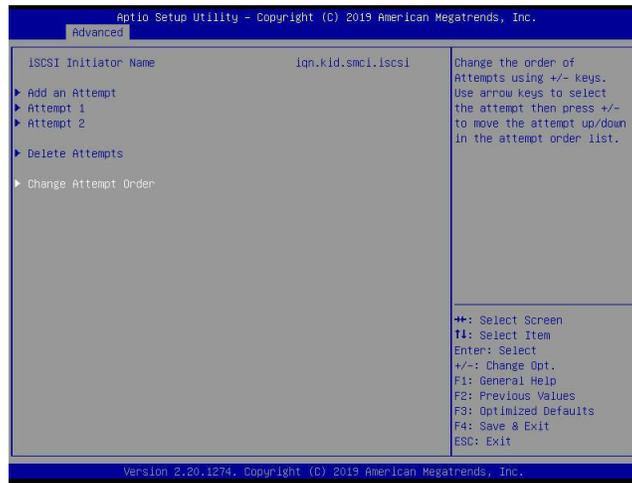 Aptio Setup Utility – Copyright (C) 2019 American Megatrends, Inc.
Advanced
iSCSI Initiator Name iqn.kid.smci.iscsi
▶ Add an Attempt
▶ Attempt 1
▶ Attempt 2
▶ Delete Attempts
▶ Change Attempt Order
Change the order of
Attempts using +/- keys.
Use arrow keys to select
the attempt then press +/-
to move the attempt up/down
in the attempt order list.
→←: Select Screen
↑↓: Select Item
Enter: Select
+/-: Change Opt.
F1: General Help
F2: Previous Values
F3: Optimized Defaults
F4: Save & Exit
ESC: Exit
Version 2.20.1274. Copyright (C) 2019 American Megatrends, Inc.